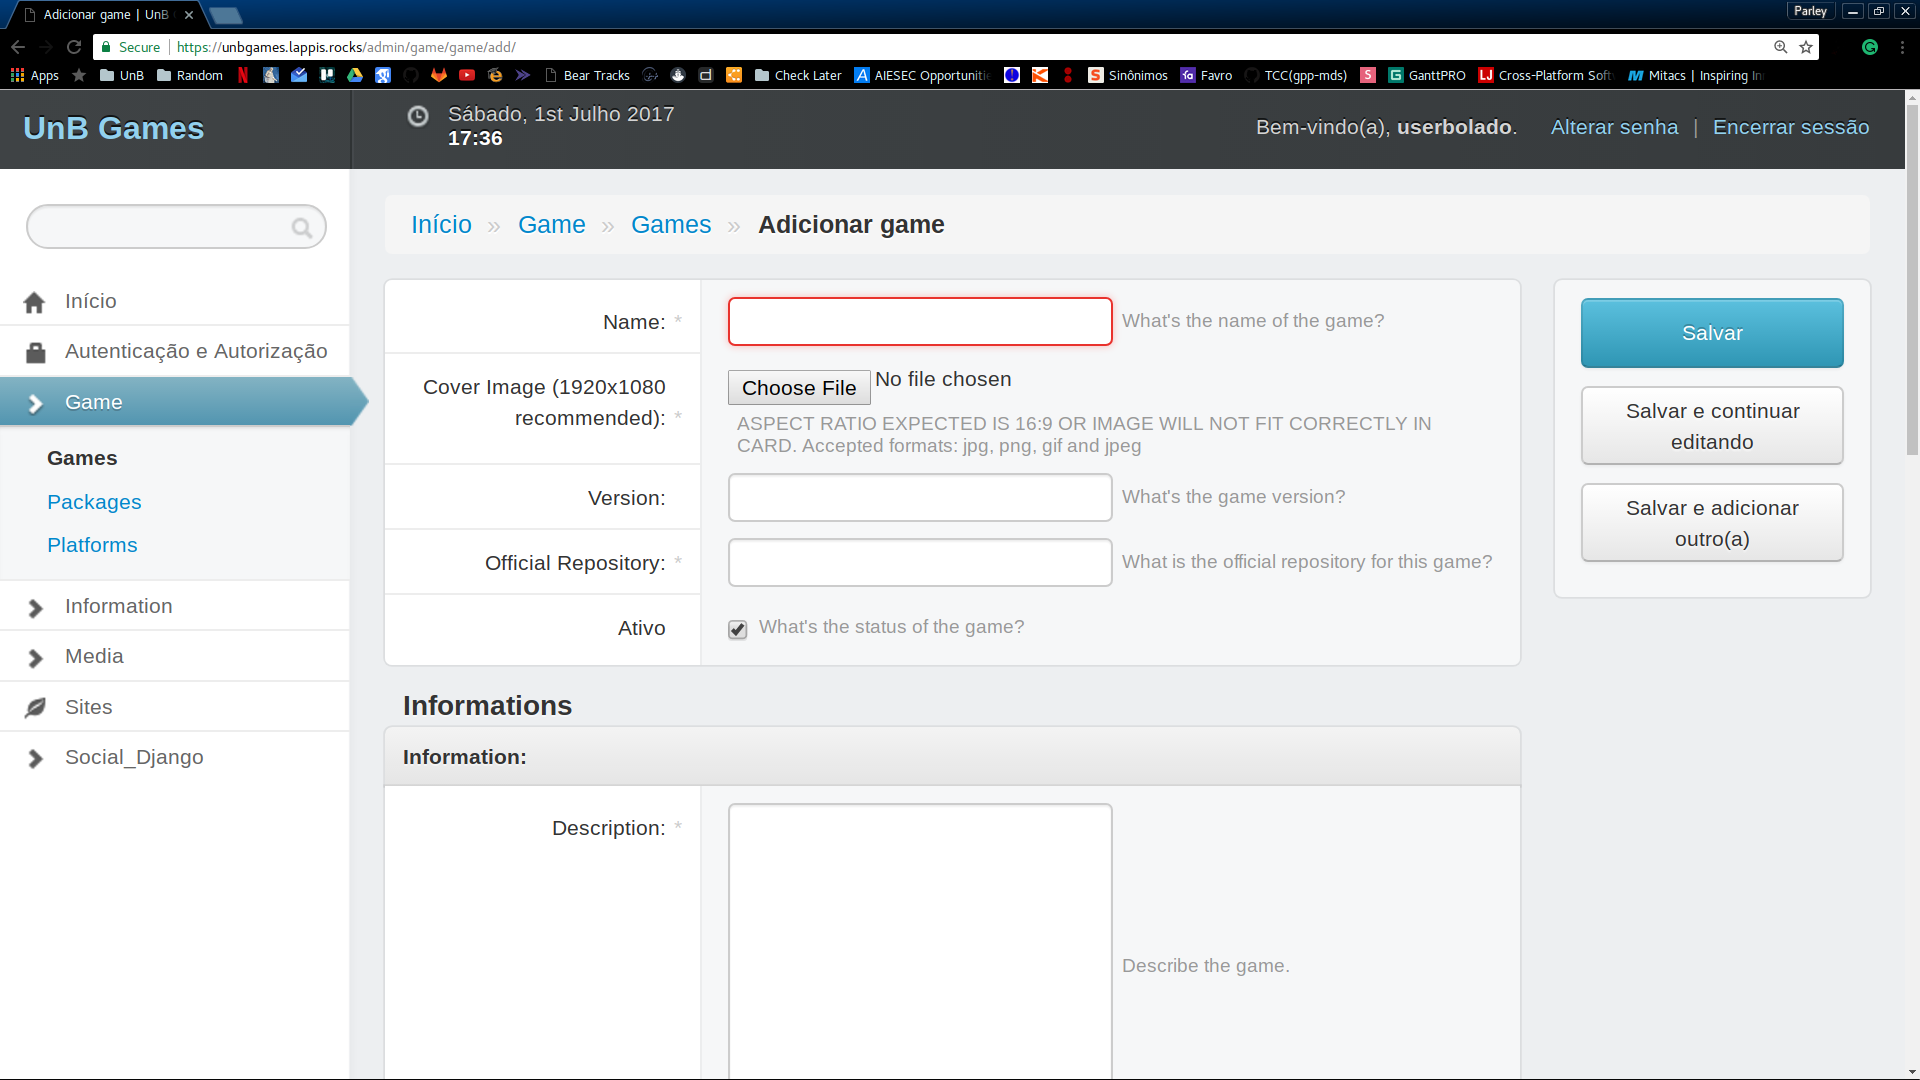 Adicionar game | UnB
Parley
Secure
https://unbgames.lappis.rocks/admin/game/game/add/
Apps
UnB
Random
Bear Tracks
Check Later
AIESEC Opportuniti
Sinônimos
Favro
TCC(gpp-mds)
GanttPRO
Cross-Platform Soft
Mitacs | Inspiring In
UnB Games
Sábado, 1st Julho 2017
17:36
Bem-vindo(a), userbolado.
Alterar senha | Encerrar sessão
Início » Game » Games » Adicionar game
Início
Autenticação e Autorização
Game
Games
Packages
Platforms
Information
Media
Sites
Social_Django
Name: *
What's the name of the game?
Cover Image (1920x1080
recommended): *
Choose File No file chosen
ASPECT RATIO EXPECTED IS 16:9 OR IMAGE WILL NOT FIT CORRECTLY IN
CARD. Accepted formats: jpg, png, gif and jpeg
Version:
What's the game version?
Official Repository: *
What is the official repository for this game?
Ativo
What's the status of the game?
Informations
Information:
Description: *
Describe the game.
Salvar
Salvar e continuar
editando
Salvar e adicionar
outro(a)